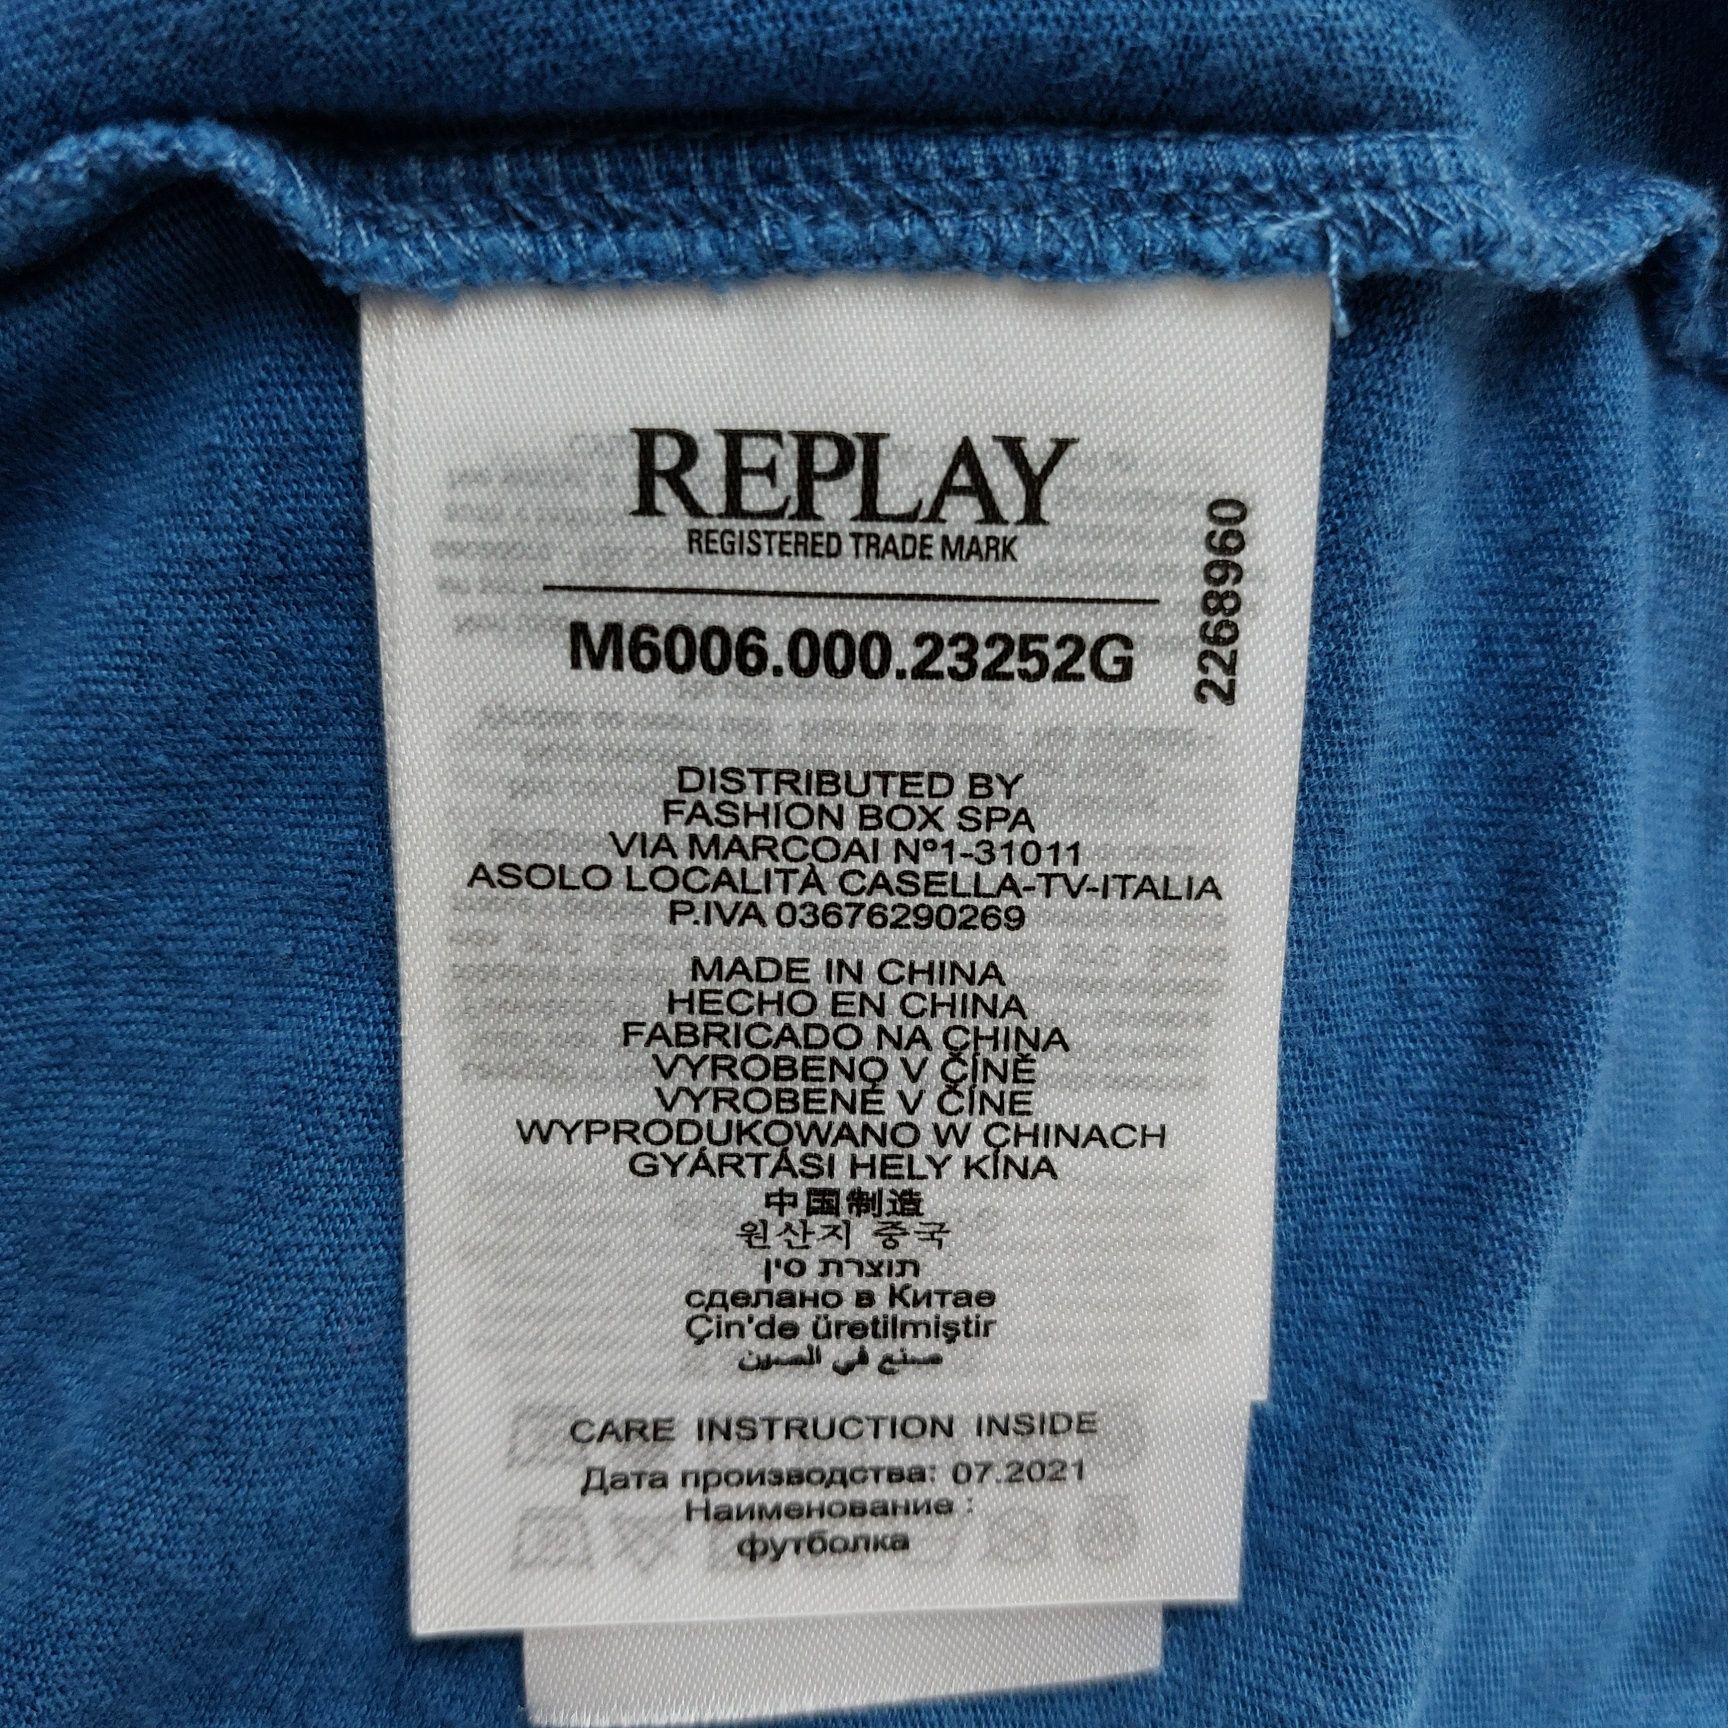 REPLAY
REGISTERED TRADE MARK
M6006.000.23252G
2268960
DISTRIBUTED BY
FASHION BOX SPA
VIA MARCOAI Nº1-31011
ASOLO LOCALITÀ CASELLA-TV-ITALIA
P.IVA 03676290269
MADE IN CHINA
HECHO EN CHINA
FABRICADO NA CHINA
VYROBENO V ČÍNĚ
VYROBENÉ V ČÍNE
WYPRODUKOWANO W CHINACH
GYÁRTÁSI HELY KÍNA
中国制造
원산지 중국
תוצרת סין
сделано в Китае
Çin'de üretilmiştir
صنع في الصين
CARE INSTRUCTION INSIDE
Дата производства: 07.2021
Наименование :
футболка